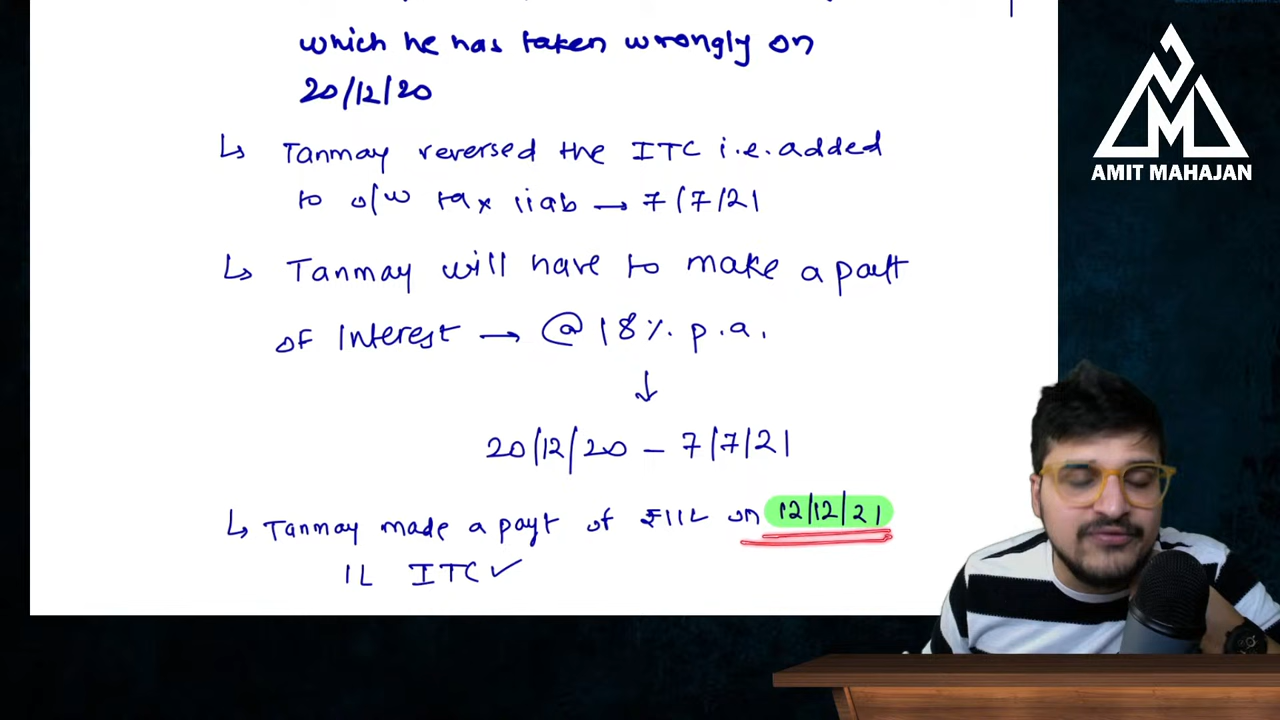 which he has taken wrongly on
20/12/20
↳ Tanmay reversed the ITC i.e. added
to o/w tax liab → 7/7/21
↳ Tanmay will have to make a payt
of interest → @ 18% p.a.
↓
20/12/20 – 7/7/21
↳ Tanmay made a payt of ₹11L on 12/12/21
1L ITC ✓
AMIT MAHAJAN